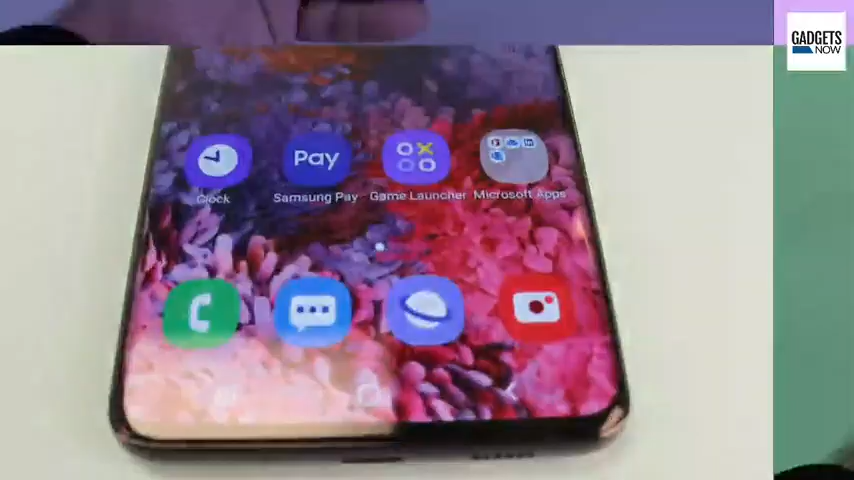 GADGETS
NOW
Pay
Clock
Samsung Pay
Game Launcher
Microsoft Apps